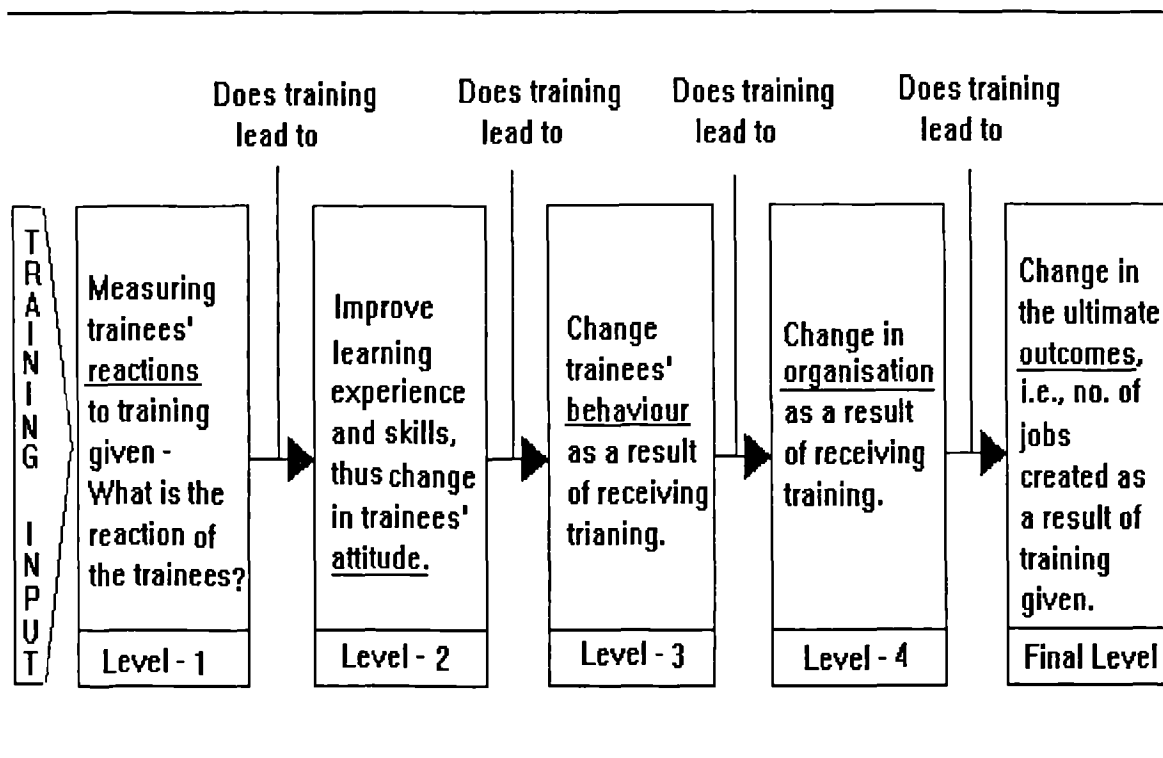 Does training
lead to
Does training
lead to
Does training
lead to
Does training
lead to
TRAINING INPUT
Measuring
trainees'
reactions
to training
given -
What is the
reaction of
the trainees?
Level - 1
Improve
learning
experience
and skills,
thus change
in trainees'
attitude.
Level - 2
Change
trainees'
behaviour
as a result
of receiving
trianing.
Level - 3
Change in
organisation
as a result
of receiving
training.
Level - 4
Change in
the ultimate
outcomes,
i.e., no. of
jobs
created as
a result of
training
given.
Final Level